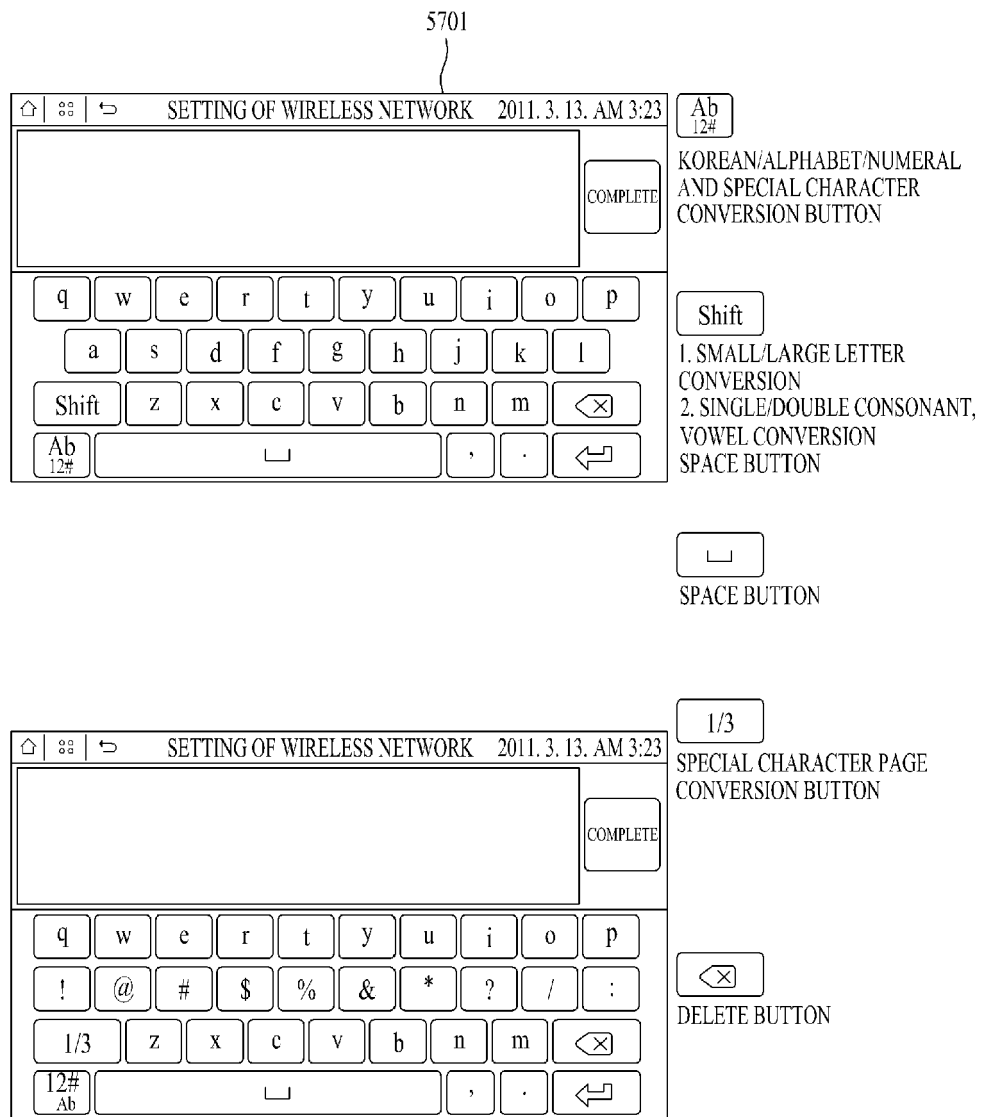 5701
SETTING OF WIRELESS NETWORK 2011. 3. 13. AM 3:23
COMPLETE
q w e r t y u i o p
a s d f g h j k l
Shift z x c v b n m
Ab
12#
, .
Ab
12#
KOREAN/ALPHABET/NUMERAL
AND SPECIAL CHARACTER
CONVERSION BUTTON
Shift
1. SMALL/LARGE LETTER
CONVERSION
2. SINGLE/DOUBLE CONSONANT,
VOWEL CONVERSION
SPACE BUTTON
SPACE BUTTON
SETTING OF WIRELESS NETWORK 2011. 3. 13. AM 3:23
COMPLETE
q w e r t y u i o p
! @ # $ % & * ? / :
1/3 z x c v b n m
12#
Ab
, .
1/3
SPECIAL CHARACTER PAGE
CONVERSION BUTTON
DELETE BUTTON